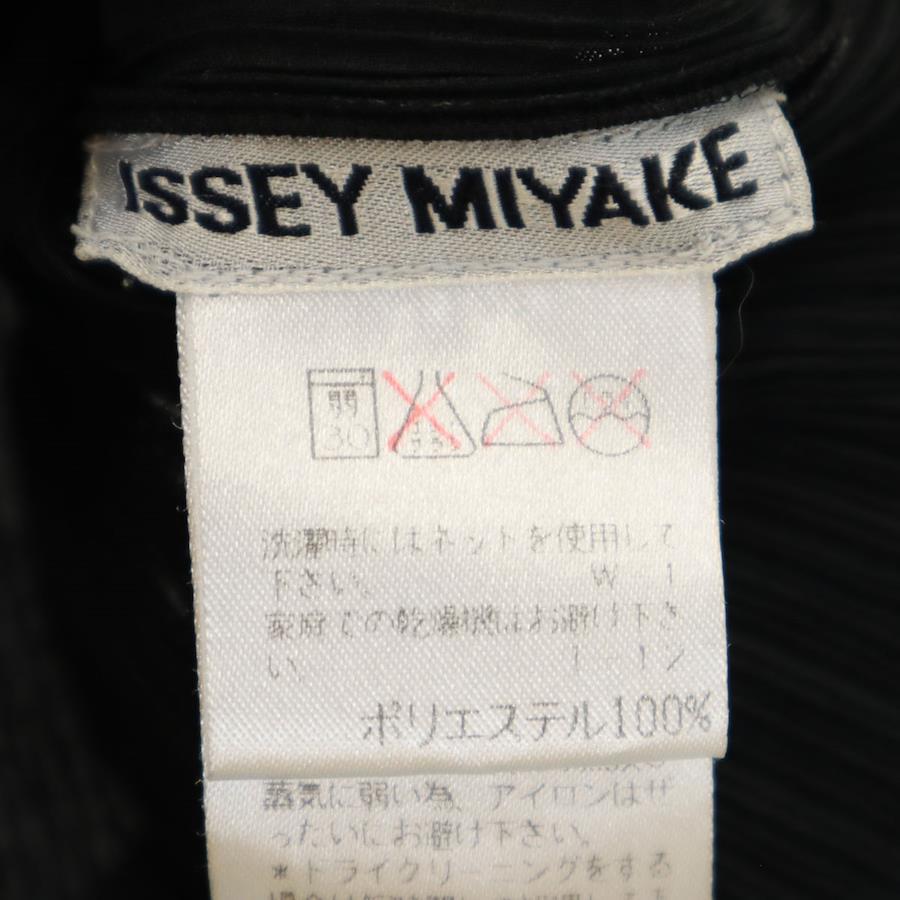 ISSEY MIYAKE
弱
30
洗濯時にはネットを使用して
下さい。 W-1
家庭での乾燥機はお避け下さ
い。
ポリエステル100%
蒸気に弱い為、アイロンはぜ
ったいにお避け下さい。
*ドライクリーニングをする